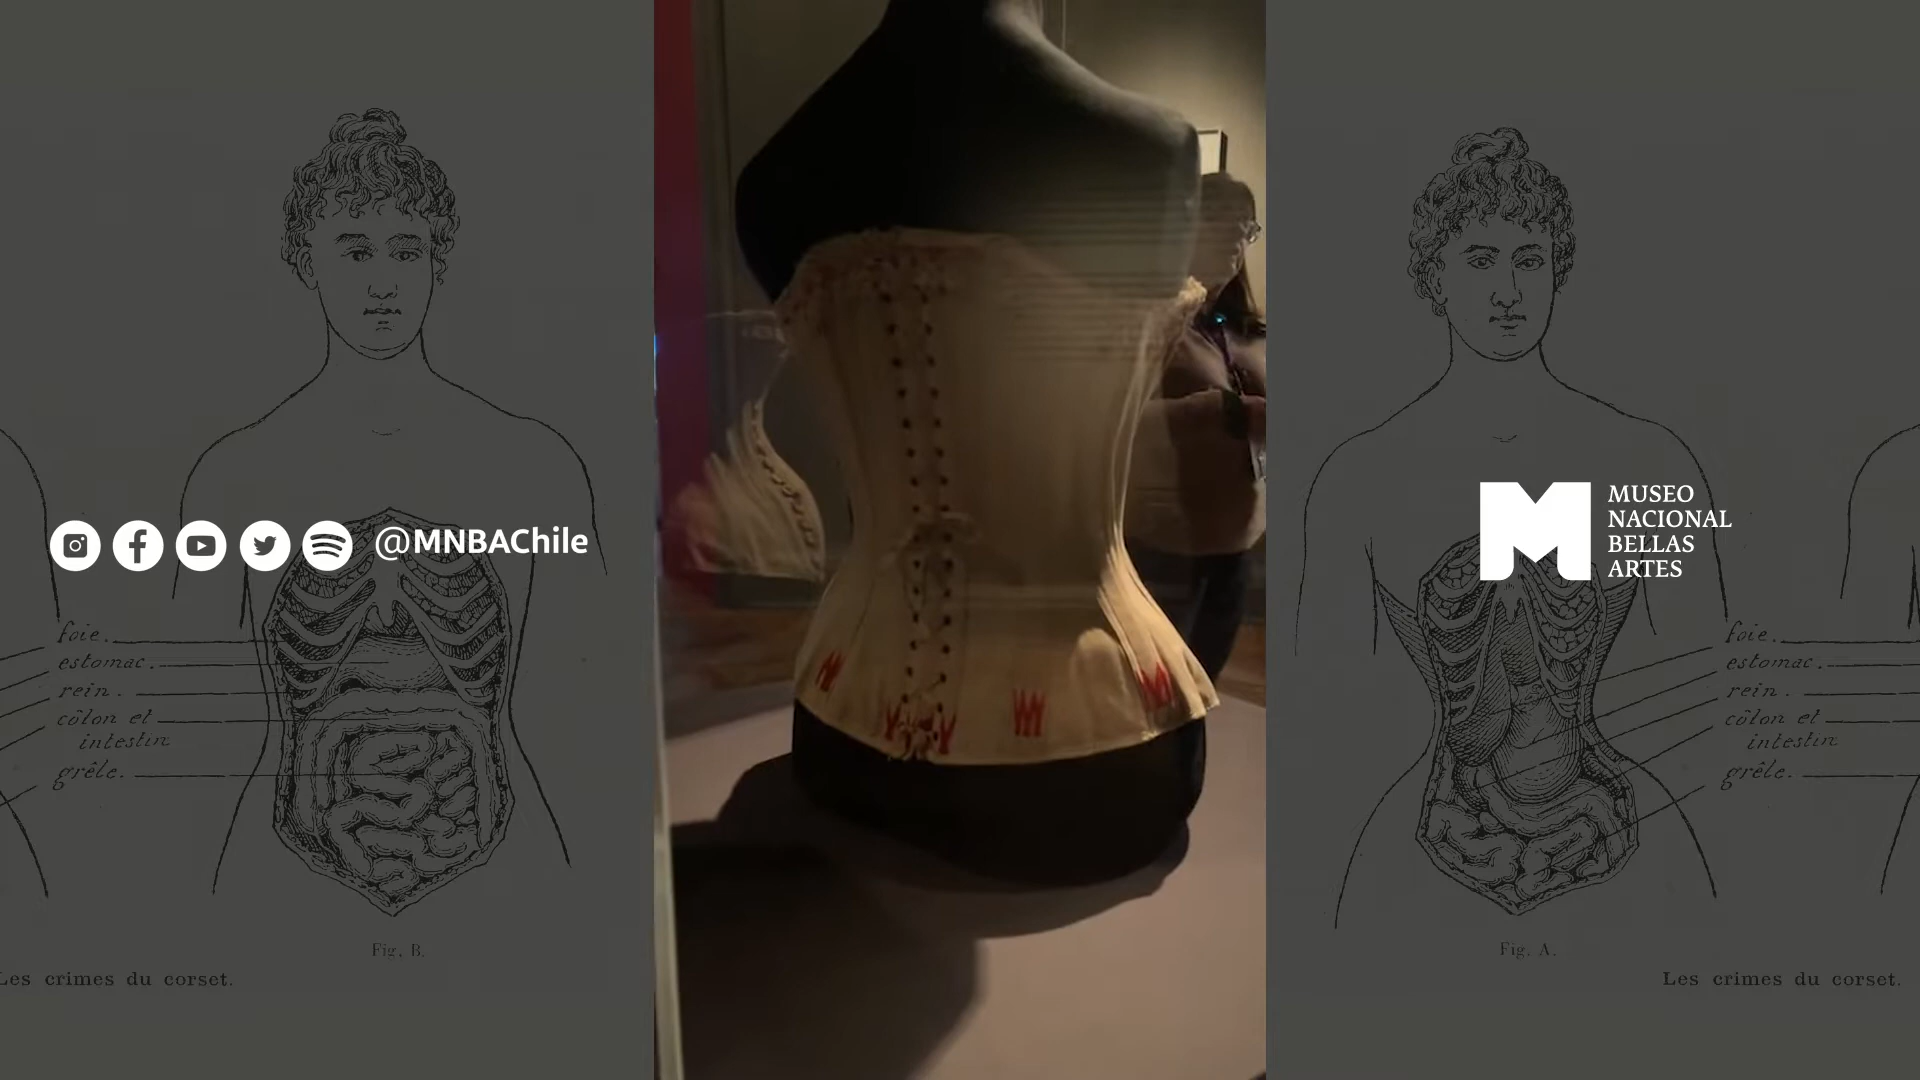 @MNBAChile
foie.
estomac.
rein.
côlon et
intestin
grêle.
Fig. B.
Les crimes du corset.
MUSEO
NACIONAL
BELLAS
ARTES
foie.
estomac.
rein.
côlon et
intestin
grêle.
Fig. A.
Les crimes du corset.